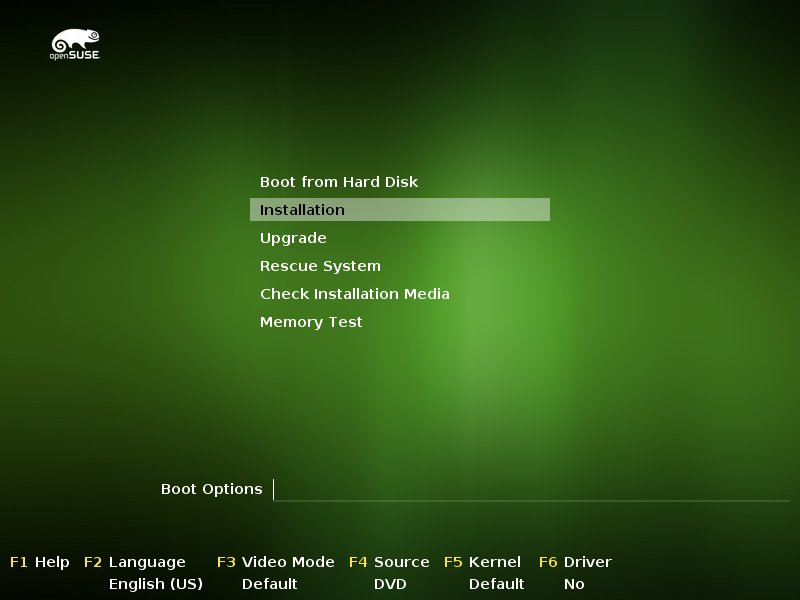 openSUSE
Boot from Hard Disk
Installation
Upgrade
Rescue System
Check Installation Media
Memory Test
Boot Options
F1 Help F2 Language F3 Video Mode F4 Source F5 Kernel F6 Driver
English (US) Default DVD Default No